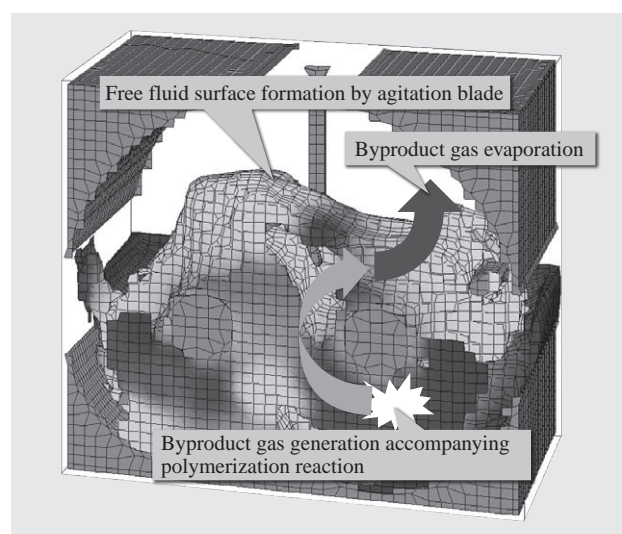 Free fluid surface formation by agitation blade
Byproduct gas evaporation
Byproduct gas generation accompanying
polymerization reaction